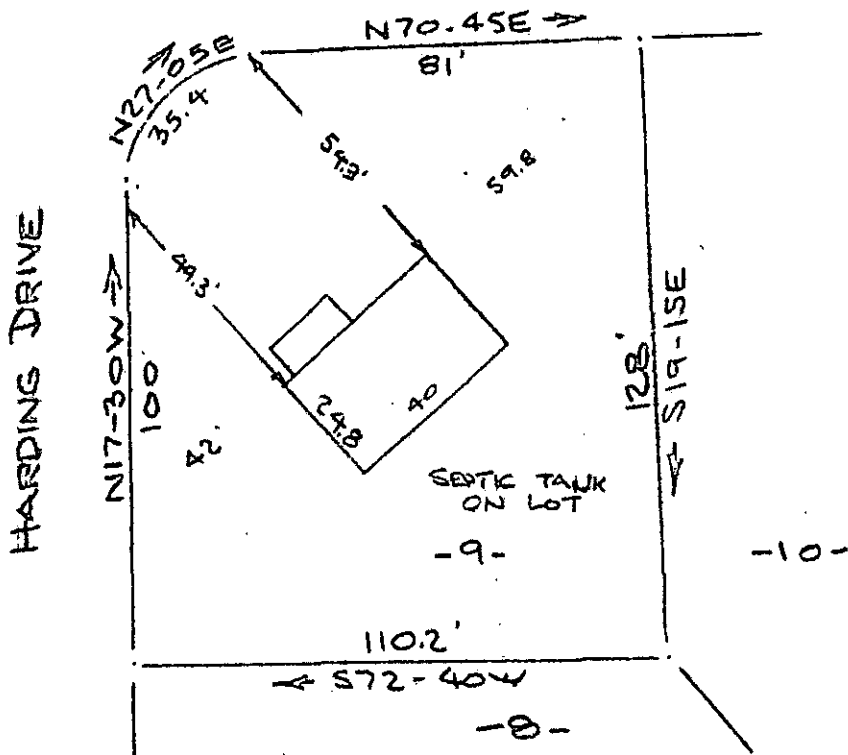 N70.45E →
81'
N27-05E
35.4
54.3'
59.8
HARDING DRIVE
N17-30W →
100
49.3'
42'
24.8
40
128'
← S19-15E
SEPTIC TANK
ON LOT
-9-
-10-
110.2'
← S72-40W
-8-